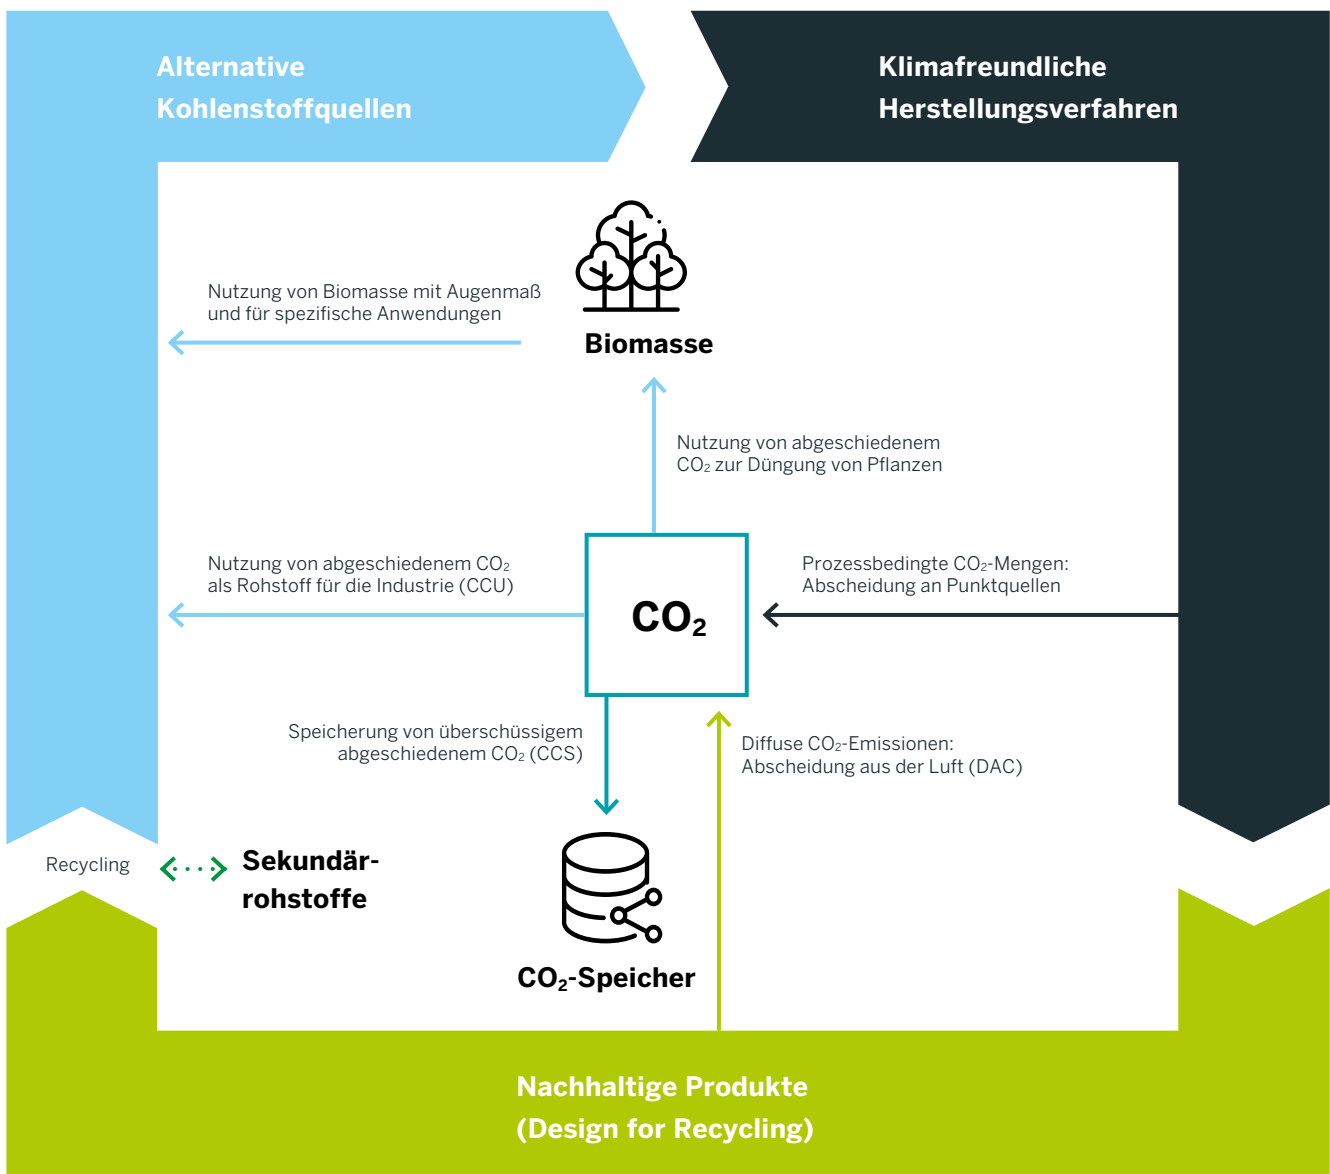 Alternative
Kohlenstoffquellen
Klimafreundliche
Herstellungsverfahren
Nutzung von Biomasse mit Augenmaß
und für spezifische Anwendungen
Biomasse
Nutzung von abgeschiedenem
CO₂ zur Düngung von Pflanzen
Nutzung von abgeschiedenem CO₂
als Rohstoff für die Industrie (CCU)
CO₂
Prozessbedingte CO₂-Mengen:
Abscheidung an Punktquellen
Speicherung von überschüssigem
abgeschiedenem CO₂ (CCS)
Diffuse CO₂-Emissionen:
Abscheidung aus der Luft (DAC)
Recycling
Sekundär-
rohstoffe
CO₂-Speicher
Nachhaltige Produkte
(Design for Recycling)